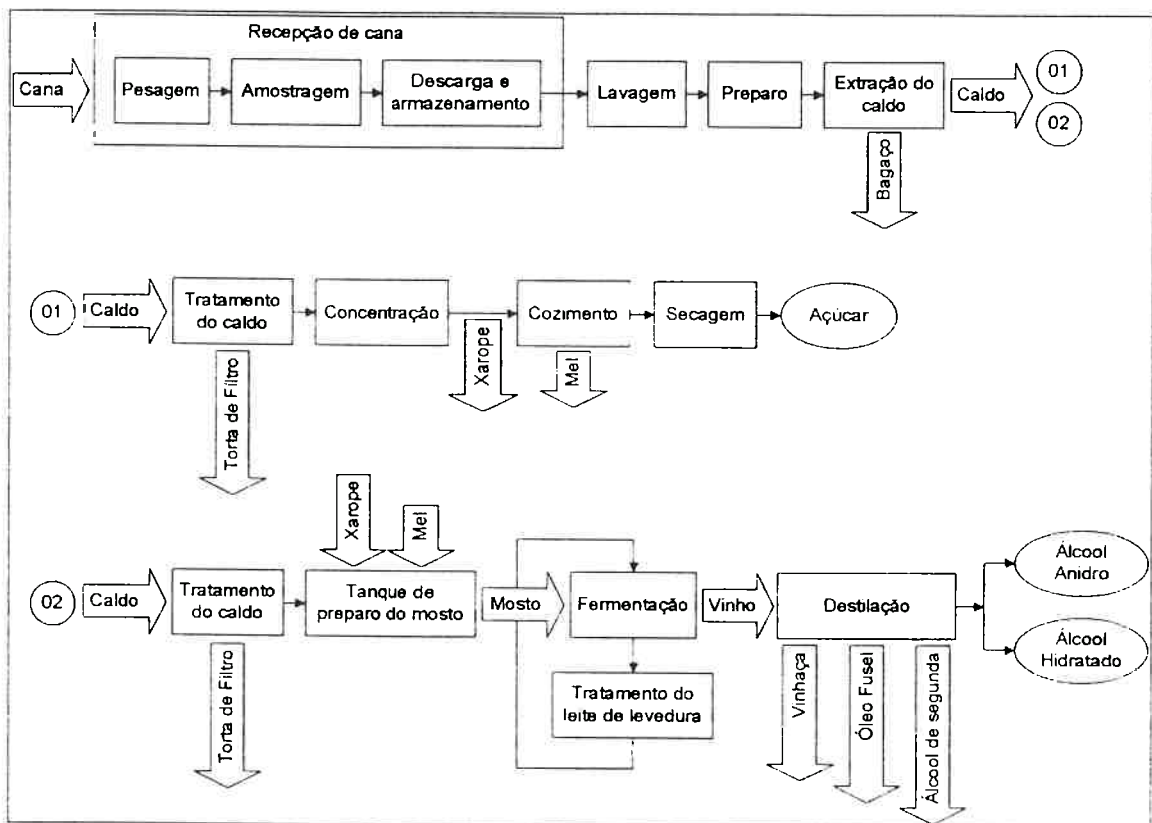 Recepção de cana
Cana
Pesagem
Amostragem
Descarga e
armazenamento
Lavagem
Preparo
Extração do
caldo
Caldo
01
02
Bagaço
01
Caldo
Tratamento
do caldo
Concentração
Cozimento
Secagem
Açúcar
Torta de Filtro
Xarope
Mel
Xarope
Mel
02
Caldo
Tratamento
do caldo
Tanque de
preparo do mosto
Mosto
Fermentação
Vinho
Destilação
Álcool
Anidro
Álcool
Hidratado
Tratamento do
leite de levedura
Torta de Filtro
Vinhaça
Óleo Fusel
Álcool de segunda